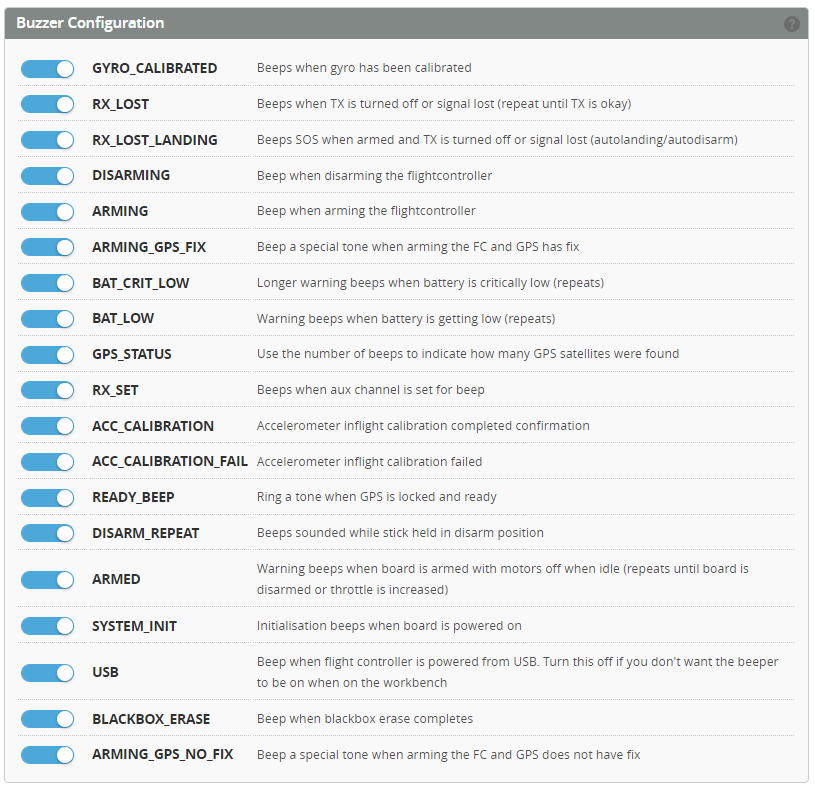 Buzzer Configuration
?
GYRO_CALIBRATED Beeps when gyro has been calibrated
RX_LOST Beeps when TX is turned off or signal lost (repeat until TX is okay)
RX_LOST_LANDING Beeps SOS when armed and TX is turned off or signal lost (autolanding/autodisarm)
DISARMING Beep when disarming the flightcontroller
ARMING Beep when arming the flightcontroller
ARMING_GPS_FIX Beep a special tone when arming the FC and GPS has fix
BAT_CRIT_LOW Longer warning beeps when battery is critically low (repeats)
BAT_LOW Warning beeps when battery is getting low (repeats)
GPS_STATUS Use the number of beeps to indicate how many GPS satellites were found
RX_SET Beeps when aux channel is set for beep
ACC_CALIBRATION Accelerometer inflight calibration completed confirmation
ACC_CALIBRATION_FAIL Accelerometer inflight calibration failed
READY_BEEP Ring a tone when GPS is locked and ready
DISARM_REPEAT Beeps sounded while stick held in disarm position
ARMED Warning beeps when board is armed with motors off when idle (repeats until board is
disarmed or throttle is increased)
SYSTEM_INIT Initialisation beeps when board is powered on
USB Beep when flight controller is powered from USB. Turn this off if you don't want the beeper
to be on when on the workbench
BLACKBOX_ERASE Beep when blackbox erase completes
ARMING_GPS_NO_FIX Beep a special tone when arming the FC and GPS does not have fix